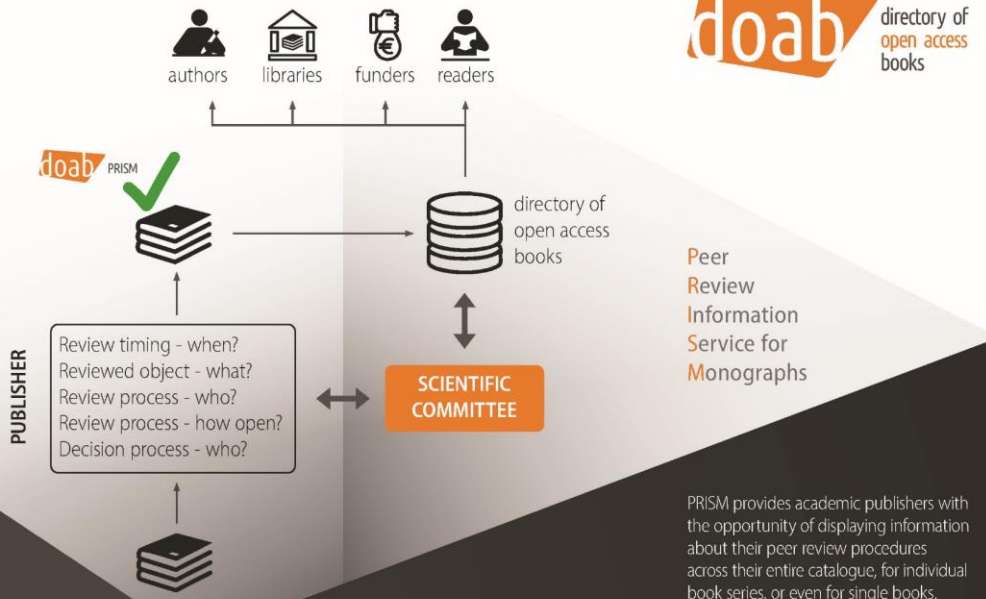 authors
libraries
funders
readers
doab
directory of
open access
books
doab PRISM
directory of
open access
books
Peer
Review
Information
Service for
Monographs
PUBLISHER
Review timing - when?
Reviewed object - what?
Review process - who?
Review process - how open?
Decision process - who?
SCIENTIFIC
COMMITTEE
PRISM provides academic publishers with
the opportunity of displaying information
about their peer review procedures
across their entire catalogue, for individual
book series, or even for single books.